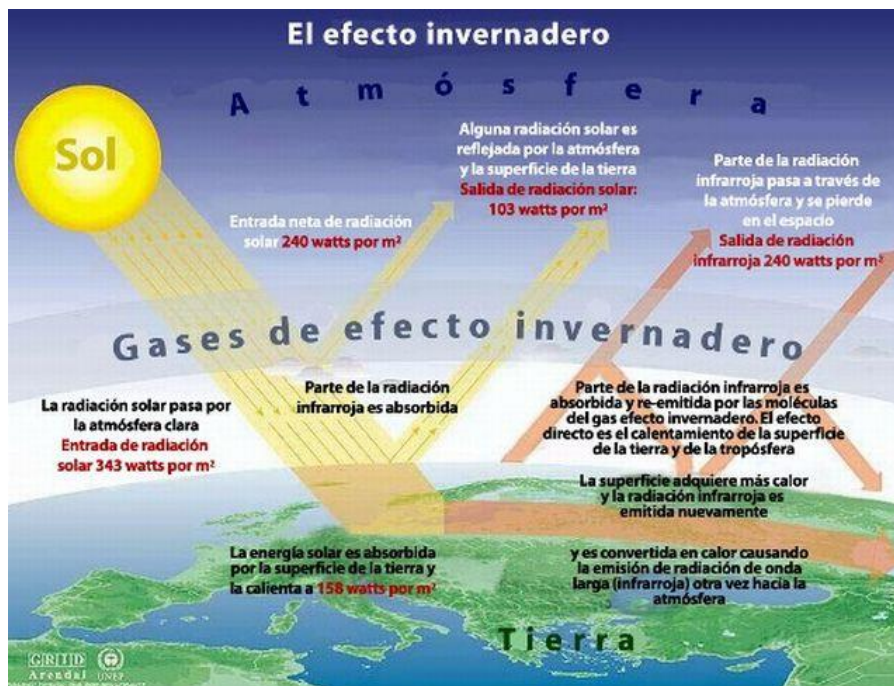 El efecto invernadero
Atmósfera
Sol
Alguna radiación solar es
reflejada por la atmósfera
y la superficie de la tierra
Salida de radiación solar:
103 watts por m²
Parte de la radiación
infrarroja pasa a través de
la atmósfera y se pierde
en el espacio
Salida de radiación
infrarroja 240 watts por m²
Entrada neta de radiación
solar 240 watts por m²
Gases de efecto invernadero
La radiación solar pasa por
la atmósfera clara
Entrada de radiación
solar 343 watts por m²
Parte de la radiación
infrarroja es absorbida
Parte de la radiación infrarroja es
absorbida y re-emitida por las moléculas
del gas efecto invernadero. El efecto
directo es el calentamiento de la superficie
de la tierra y de la tropósfera
La superficie adquiere más calor
y la radiación infrarroja es
emitida nuevamente
La energía solar es absorbida
por la superficie de la tierra y
la calienta a 158 watts por m²
y es convertida en calor causando
la emisión de radiación de onda
larga (infrarroja) otra vez hacia la
atmósfera
Tierra
GRID
Arendal UNEP